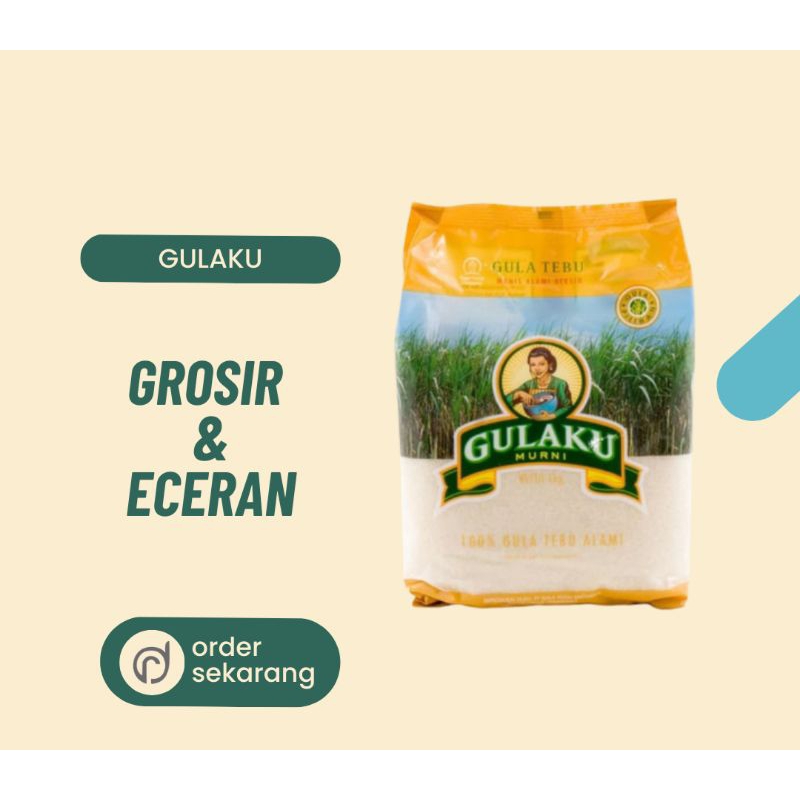 GULAKU
GROSIR
&
ECERAN
order
sekarang
GULA TEBU
GULAKU
MURNI
100% GULA TEBU ALAMI